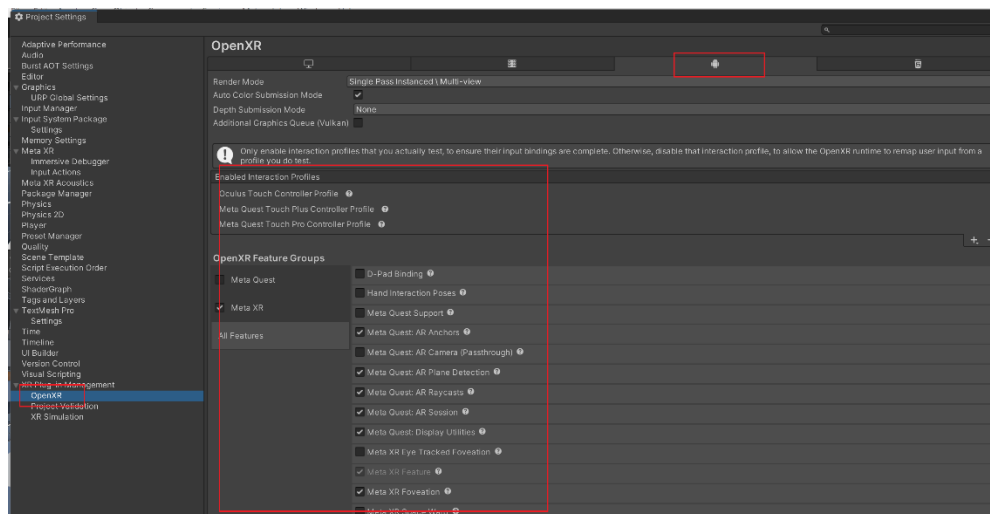 Project Settings
Adaptive Performance
Audio
Burst AOT Settings
Editor
Graphics
URP Global Settings
Input Manager
Input System Package
Settings
Memory Settings
Meta XR
Immersive Debugger
Input Actions
Meta XR Acoustics
Package Manager
Physics
Physics 2D
Player
Preset Manager
Quality
Scene Template
Script Execution Order
Services
ShaderGraph
Tags and Layers
TextMesh Pro
Settings
Time
Timeline
UI Builder
Version Control
Visual Scripting
XR Plug-in Management
OpenXR
Project Validation
XR Simulation
OpenXR
Render Mode Single Pass Instanced \ Multi-view
Auto Color Submission Mode
Depth Submission Mode None
Additional Graphics Queue (Vulkan)
Only enable interaction profiles that you actually test, to ensure their input bindings are complete. Otherwise, disable that interaction profile, to allow the OpenXR runtime to remap user input from a
profile you do test.
Enabled Interaction Profiles
Oculus Touch Controller Profile
Meta Quest Touch Plus Controller Profile
Meta Quest Touch Pro Controller Profile
OpenXR Feature Groups
Meta Quest
Meta XR
All Features
D-Pad Binding
Hand Interaction Poses
Meta Quest Support
Meta Quest: AR Anchors
Meta Quest: AR Camera (Passthrough)
Meta Quest: AR Plane Detection
Meta Quest: AR Raycasts
Meta Quest: AR Session
Meta Quest: Display Utilities
Meta XR Eye Tracked Foveation
Meta XR Feature
Meta XR Foveation